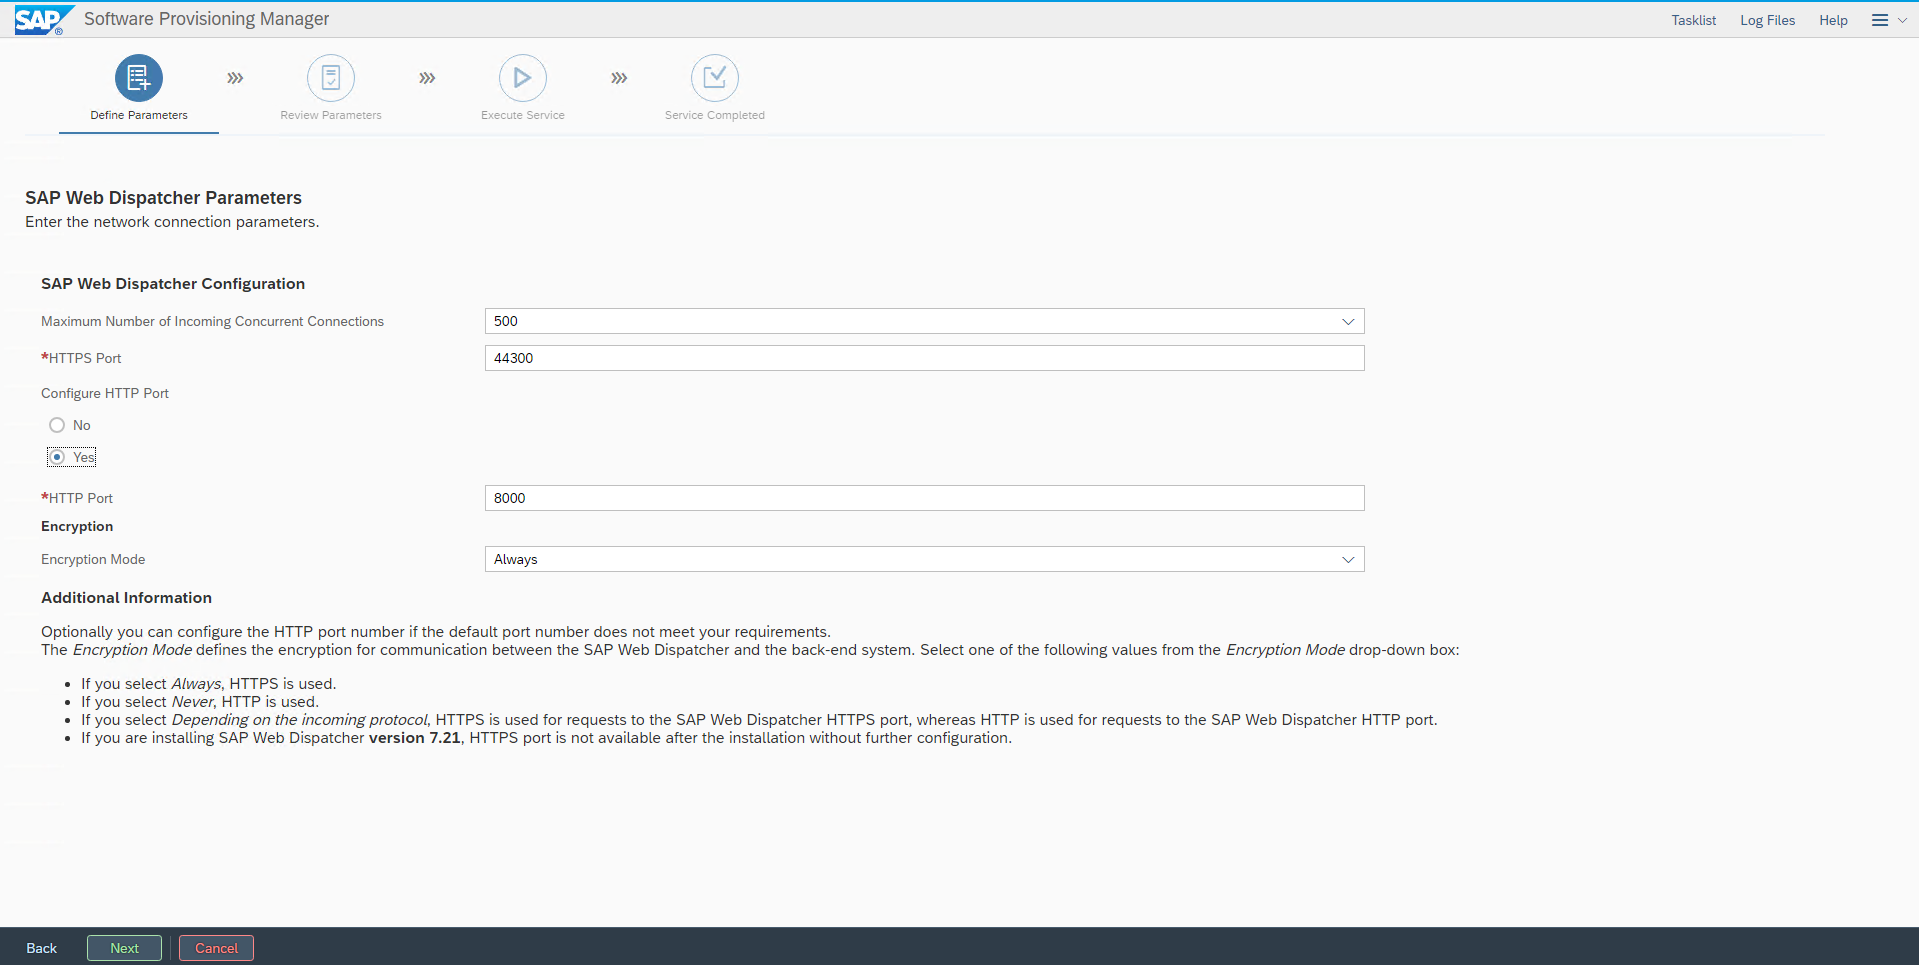 SAP® Software Provisioning Manager Tasklist Log Files Help
Define Parameters Review Parameters Execute Service Service Completed
SAP Web Dispatcher Parameters
Enter the network connection parameters.
SAP Web Dispatcher Configuration
Maximum Number of Incoming Concurrent Connections 500
*HTTPS Port 44300
Configure HTTP Port
No
Yes
*HTTP Port 8000
Encryption
Encryption Mode Always
Additional Information
Optionally you can configure the HTTP port number if the default port number does not meet your requirements.
The Encryption Mode defines the encryption for communication between the SAP Web Dispatcher and the back-end system. Select one of the following values from the Encryption Mode drop-down box:
• If you select Always, HTTPS is used.
• If you select Never, HTTP is used.
• If you select Depending on the incoming protocol, HTTPS is used for requests to the SAP Web Dispatcher HTTPS port, whereas HTTP is used for requests to the SAP Web Dispatcher HTTP port.
• If you are installing SAP Web Dispatcher version 7.21, HTTPS port is not available after the installation without further configuration.
Back Next Cancel